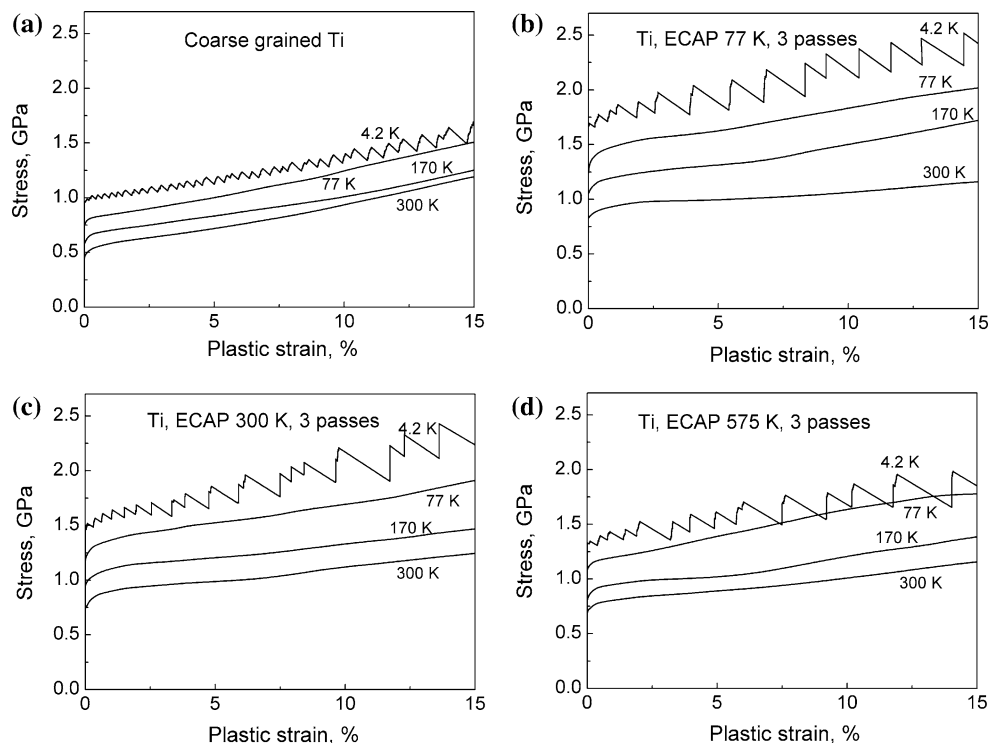 (a)
Coarse grained Ti
2.5
2.0
1.5
1.0
0.5
0.0
Stress, GPa
4.2 K
77 K
170 K
300 K
0
5
10
15
Plastic strain, %
(b)
Ti, ECAP 77 K, 3 passes
2.5
2.0
1.5
1.0
0.5
0.0
Stress, GPa
4.2 K
77 K
170 K
300 K
0
5
10
15
Plastic strain, %
(c)
Ti, ECAP 300 K, 3 passes
2.5
2.0
1.5
1.0
0.5
0.0
Stress, GPa
4.2 K
77 K
170 K
300 K
0
5
10
15
Plastic strain, %
(d)
Ti, ECAP 575 K, 3 passes
2.5
2.0
1.5
1.0
0.5
0.0
Stress, GPa
4.2 K
77 K
170 K
300 K
0
5
10
15
Plastic strain, %